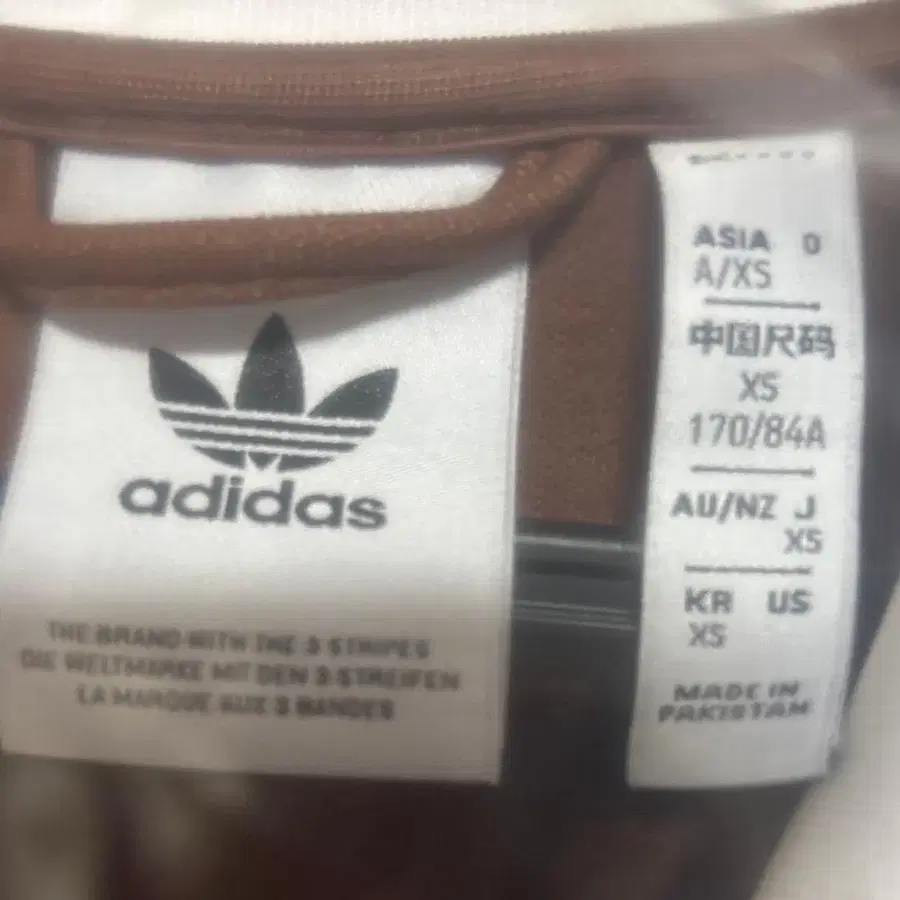 adidas
THE BRAND WITH THE 3 STRIPES
DIE WELTMARKE MIT DEN 3 STREIFEN
LA MARQUE AUX 3 BANDES
ASIA 0
A/XS
中国尺码
XS
170/84A
AU/NZ J
XS
KR US
XS
MADE IN
PAKISTAN